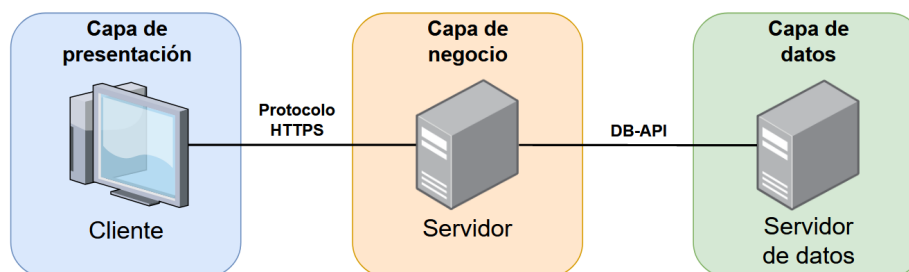 Capa de
presentación
Cliente
Protocolo
HTTPS
Capa de
negocio
Servidor
DB-API
Capa de
datos
Servidor
de datos